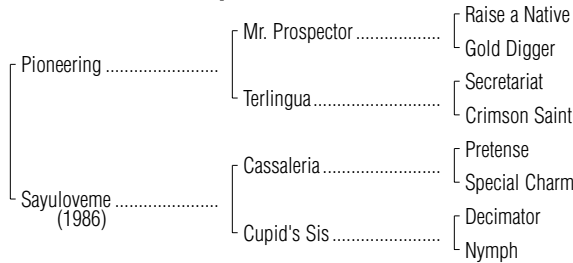 Raise a Native
Mr. Prospector ...................
Gold Digger
Pioneering .........................
Secretariat
Terlingua ............................
Crimson Saint
Pretense
Cassaleria ..........................
Special Charm
Sayuloveme .......................
(1986)
Decimator
Cupid's Sis ........................
Nymph